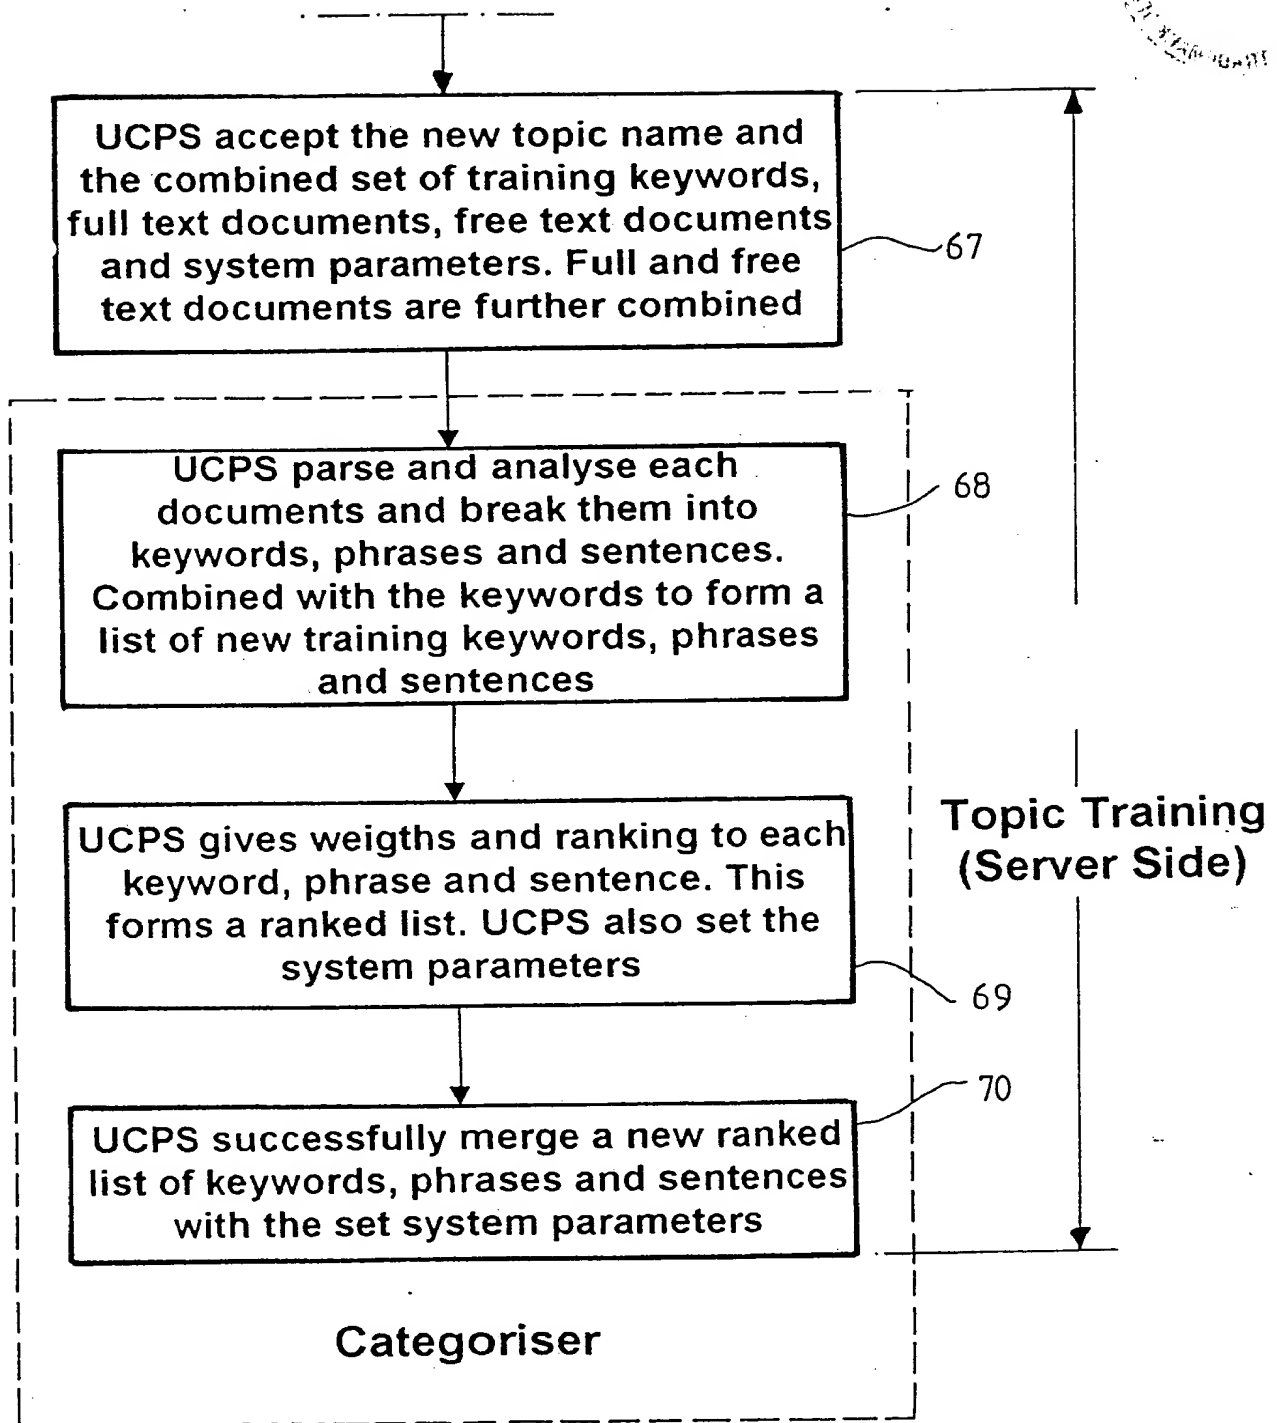 UCPS accept the new topic name and
the combined set of training keywords,
full text documents, free text documents
and system parameters. Full and free
text documents are further combined
67
UCPS parse and analyse each
documents and break them into
keywords, phrases and sentences.
Combined with the keywords to form a
list of new training keywords, phrases
and sentences
68
UCPS gives weigths and ranking to each
keyword, phrase and sentence. This
forms a ranked list. UCPS also set the
system parameters
69
Topic Training
(Server Side)
UCPS successfully merge a new ranked
list of keywords, phrases and sentences
with the set system parameters
70
Categoriser